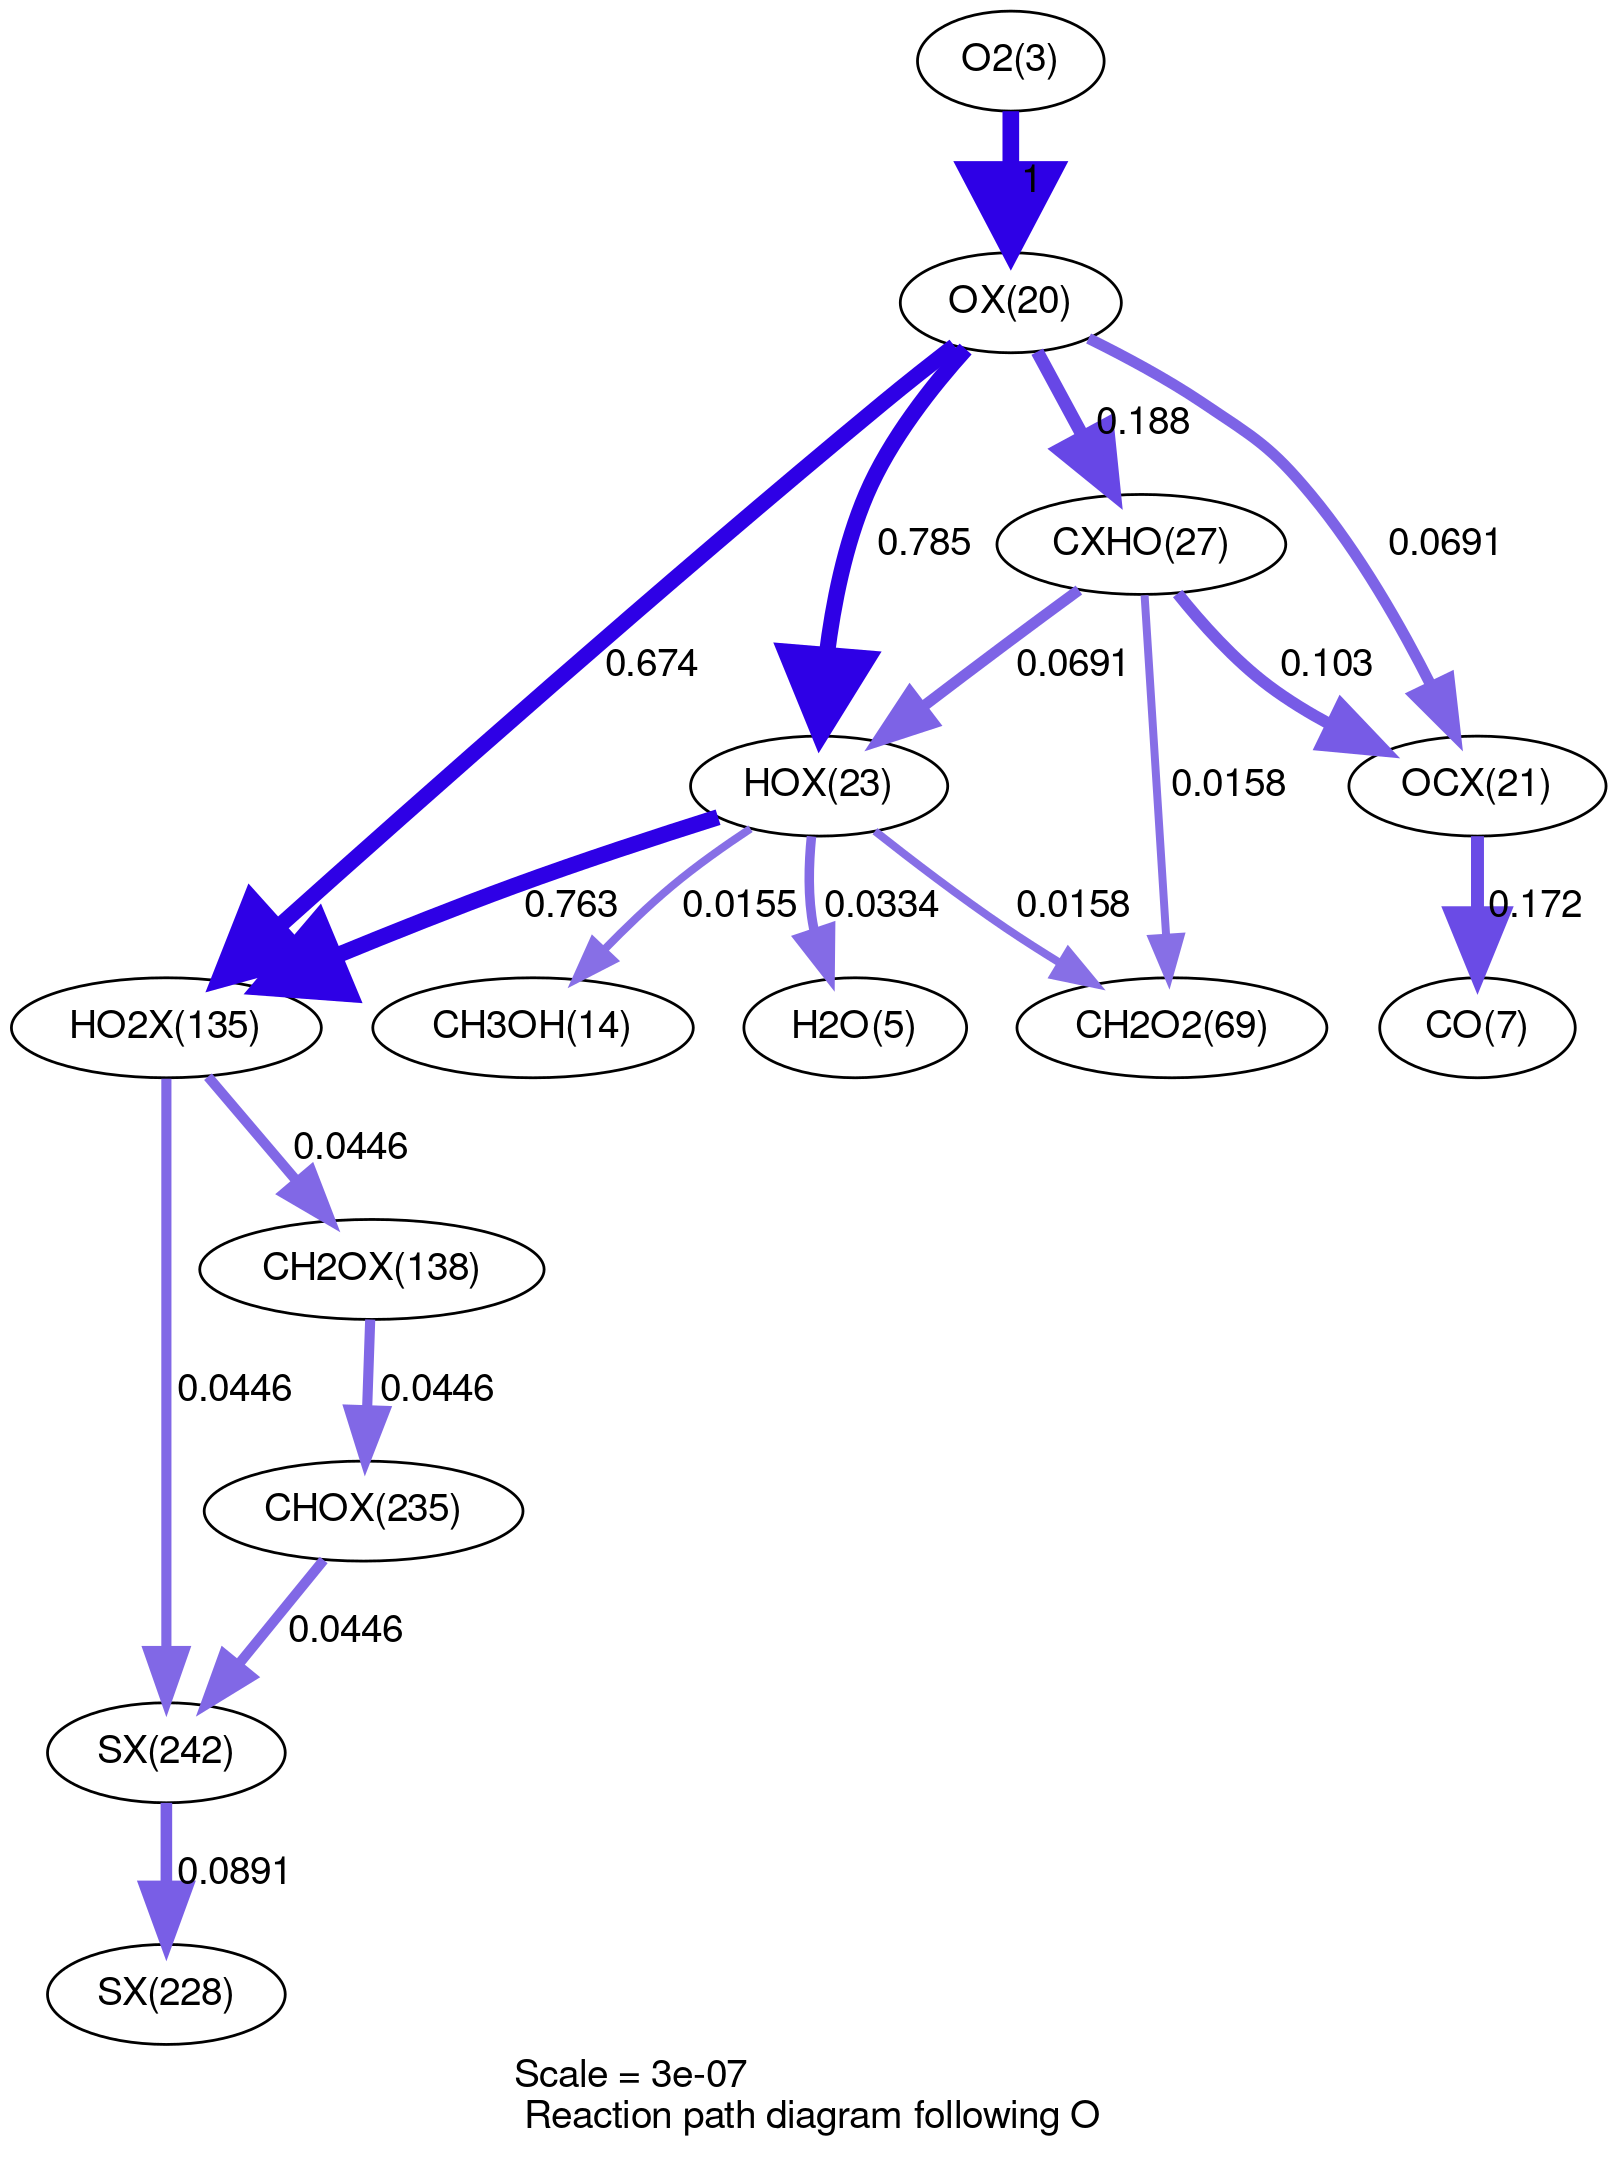 O2(3)
1
OX(20)
0.188
0.785
CXHO(27)
0.0691
0.674
0.0691
0.103
HOX(23)
0.0158
OCX(21)
0.763
0.0155
0.0334
0.0158
0.172
HO2X(135)
CH3OH(14)
H2O(5)
CH2O2(69)
CO(7)
0.0446
CH2OX(138)
0.0446
0.0446
CHOX(235)
0.0446
SX(242)
0.0891
SX(228)
Scale = 3e-07
Reaction path diagram following O